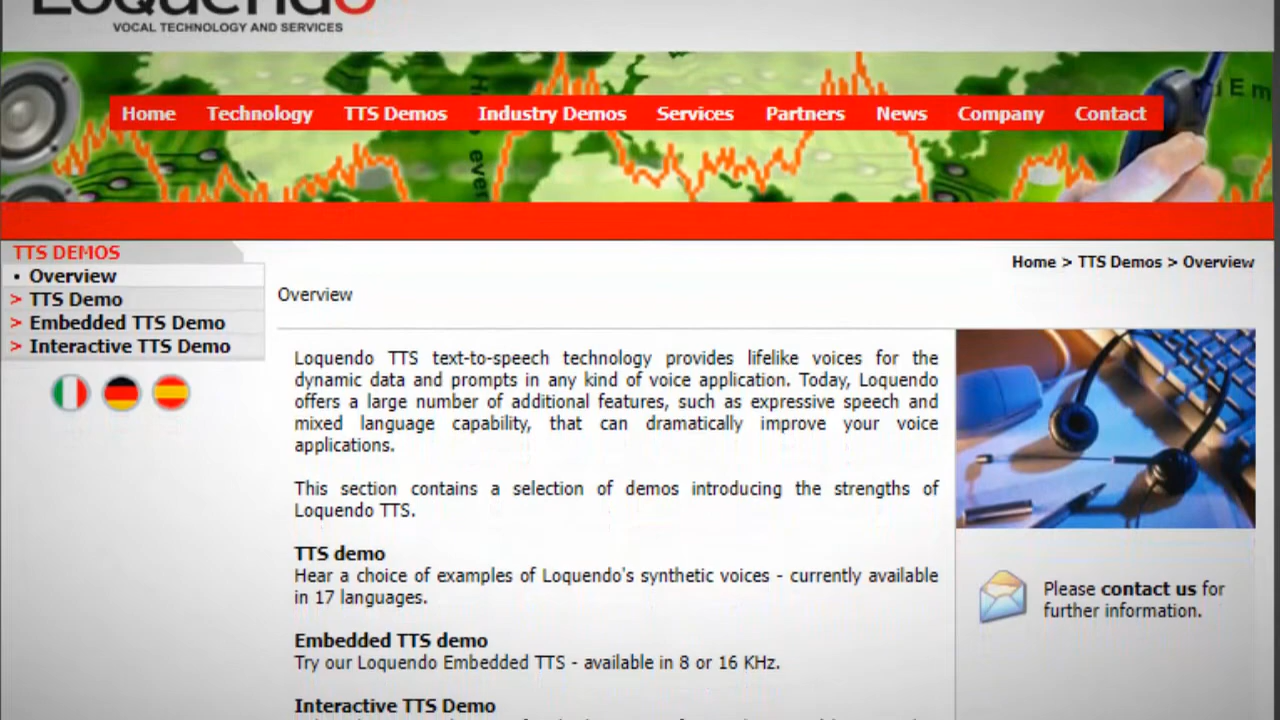 Loquendo
VOCAL TECHNOLOGY AND SERVICES
Home Technology TTS Demos Industry Demos Services Partners News Company Contact
TTS DEMOS
• Overview
> TTS Demo
> Embedded TTS Demo
> Interactive TTS Demo
Home > TTS Demos > Overview
Overview
Loquendo TTS text-to-speech technology provides lifelike voices for the
dynamic data and prompts in any kind of voice application. Today, Loquendo
offers a large number of additional features, such as expressive speech and
mixed language capability, that can dramatically improve your voice
applications.
This section contains a selection of demos introducing the strengths of
Loquendo TTS.
TTS demo
Hear a choice of examples of Loquendo's synthetic voices - currently available
in 17 languages.
Embedded TTS demo
Try our Loquendo Embedded TTS - available in 8 or 16 KHz.
Interactive TTS Demo
Please contact us for
further information.